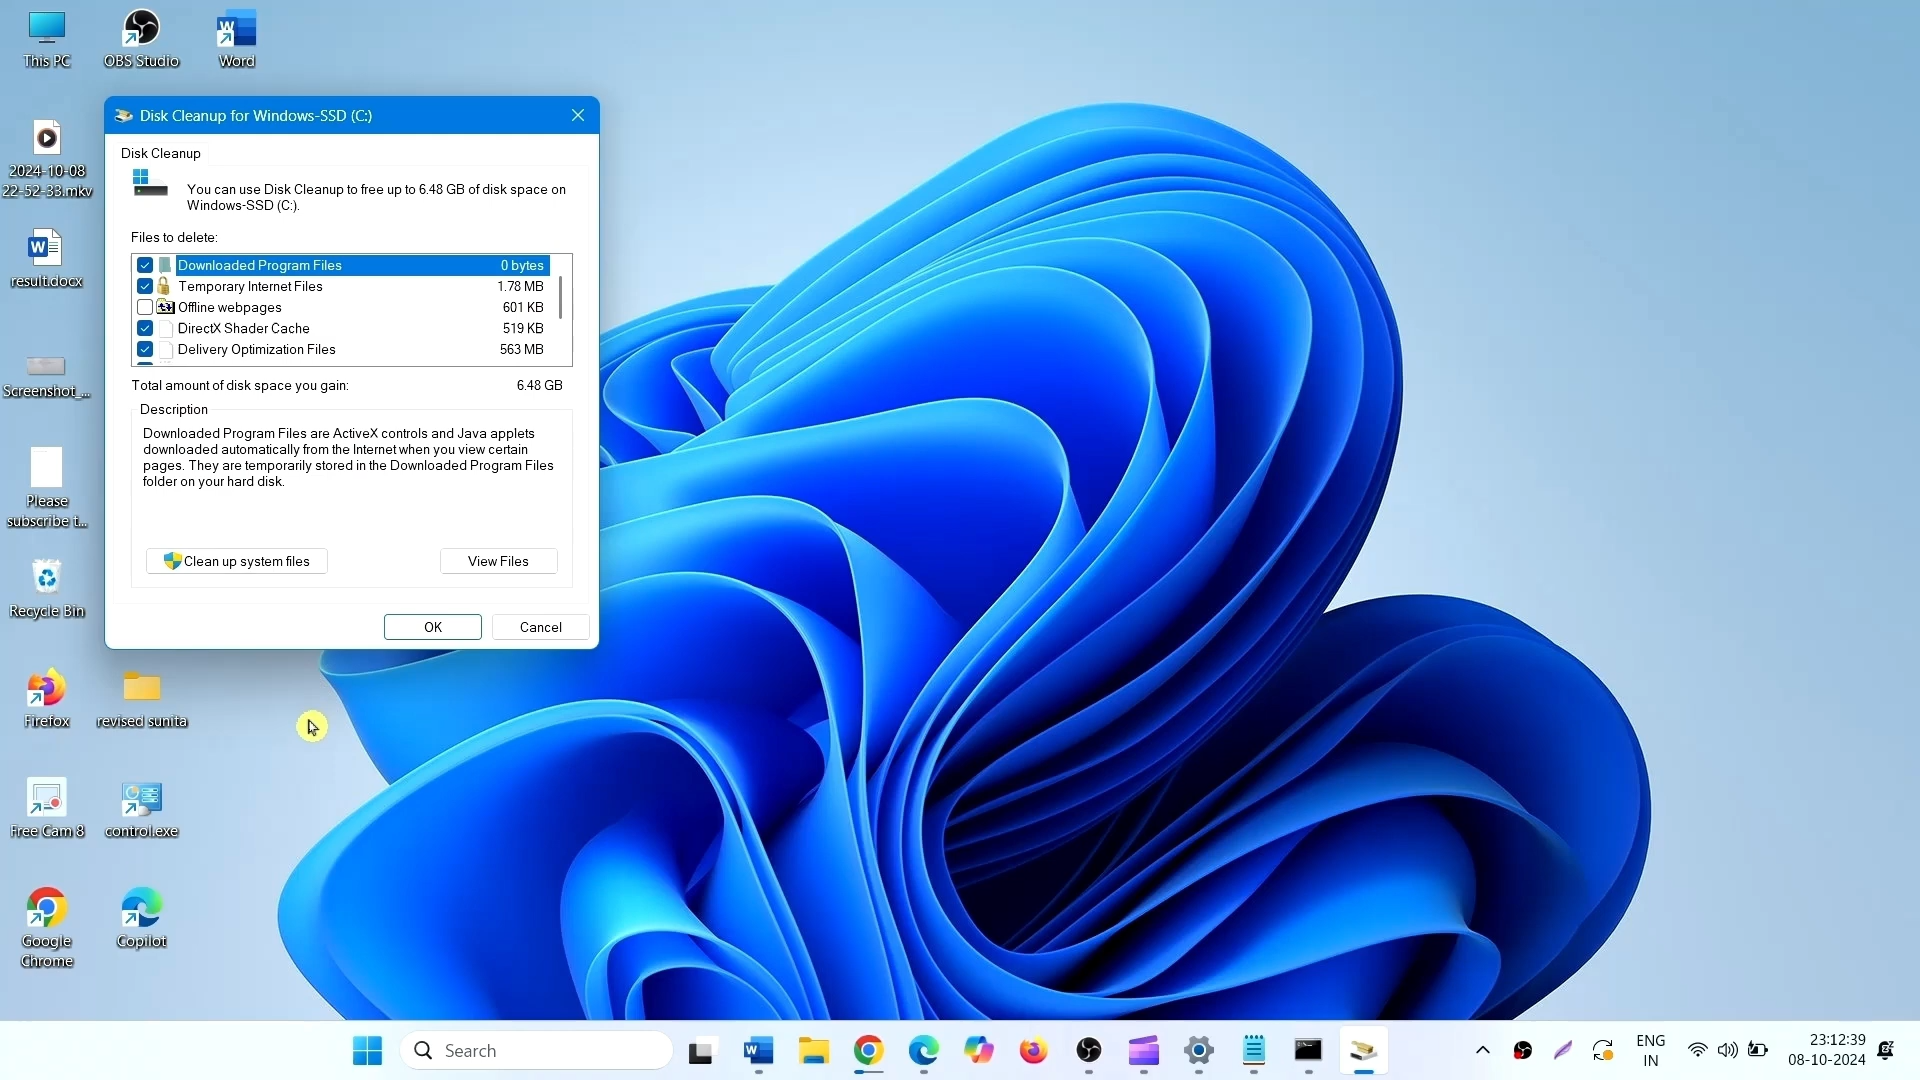 This PC
OBS Studio
Word
2024-10-08
22-52-33.mkv
result.docx
Screenshot_...
Please
subscribe t...
Recycle Bin
Firefox
revised sunita
Free Cam 8
control.exe
Google
Chrome
Copilot
Disk Cleanup for Windows-SSD (C:)
Disk Cleanup
You can use Disk Cleanup to free up to 6.48 GB of disk space on
Windows-SSD (C:).
Files to delete:
Downloaded Program Files 0 bytes
Temporary Internet Files 1.78 MB
Offline webpages 601 KB
DirectX Shader Cache 519 KB
Delivery Optimization Files 563 MB
Total amount of disk space you gain: 6.48 GB
Description
Downloaded Program Files are ActiveX controls and Java applets
downloaded automatically from the Internet when you view certain
pages. They are temporarily stored in the Downloaded Program Files
folder on your hard disk.
Clean up system files
View Files
OK
Cancel
Search
ENG
IN
23:12:39
08-10-2024